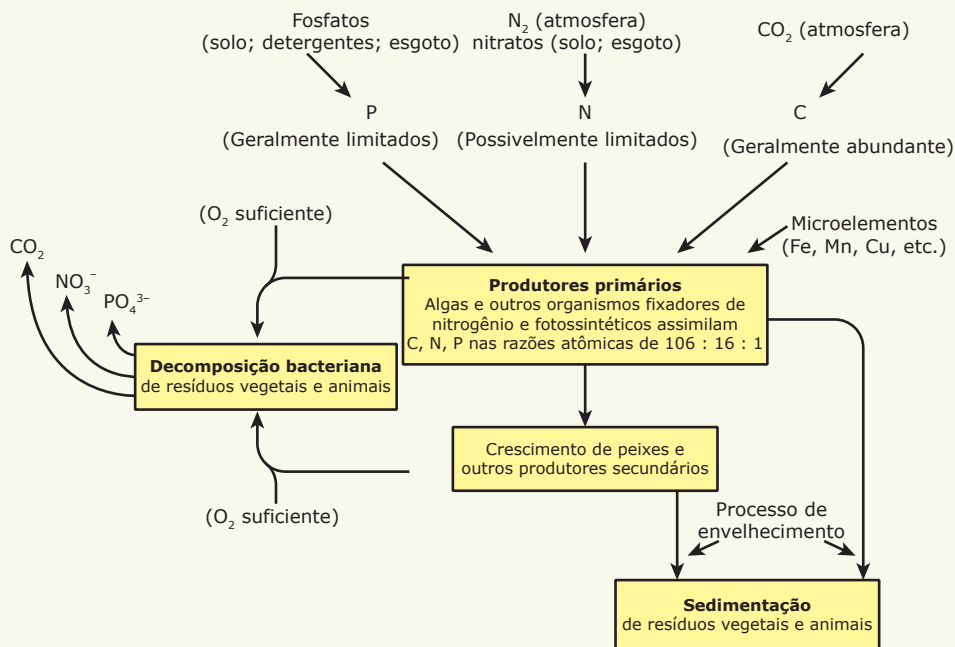 Fosfatos
(solo; detergentes; esgoto)
N₂ (atmosfera)
nitratos (solo; esgoto)
CO₂ (atmosfera)
P
(Geralmente limitados)
N
(Possivelmente limitados)
C
(Geralmente abundante)
(O₂ suficiente)
Microelementos
(Fe, Mn, Cu, etc.)
CO₂
NO₃⁻
PO₄³⁻
Produtores primários
Algas e outros organismos fixadores de
nitrogênio e fotossintéticos assimilam
C, N, P nas razões atômicas de 106 : 16 : 1
Decomposição bacteriana
de resíduos vegetais e animais
Crescimento de peixes e
outros produtores secundários
(O₂ suficiente)
Processo de
envelhecimento
Sedimentação
de resíduos vegetais e animais